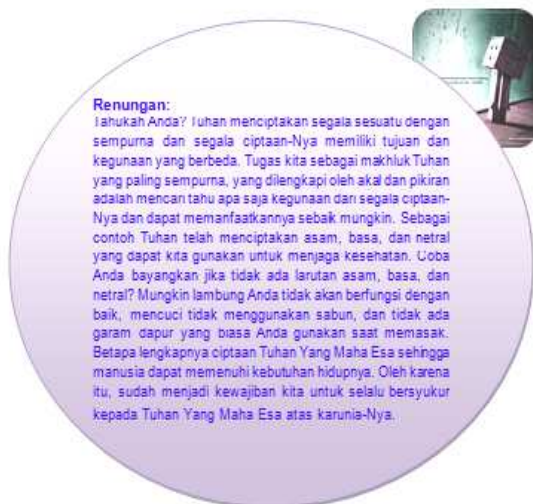 Renungan:
Tahukah Anda? Tuhan menciptakan segala sesuatu dengan
sempurna dan segala ciptaan-Nya memiliki tujuan dan
kegunaan yang berbeda. Tugas kita sebagai makhluk Tuhan
yang paling sempurna, yang dilengkapi oleh akal dan pikiran
adalah mencari tahu apa saja kegunaan dari segala ciptaan-
Nya dan dapat memanfaatkannya sebaik mungkin. Sebagai
contoh Tuhan telah menciptakan asam, basa, dan netral
yang dapat kita gunakan untuk menjaga kesehatan. Coba
Anda bayangkan jika tidak ada larutan asam, basa, dan
netral? Mungkin lambung Anda tidak akan berfungsi dengan
baik, mencuci tidak menggunakan sabun, dan tidak ada
garam dapur yang biasa Anda gunakan saat memasak.
Betapa lengkapnya ciptaan Tuhan Yang Maha Esa sehingga
manusia dapat memenuhi kebutuhan hidupnya. Oleh karena
itu, sudah menjadi kewajiban kita untuk selalu bersyukur
kepada Tuhan Yang Maha Esa atas karunia-Nya.